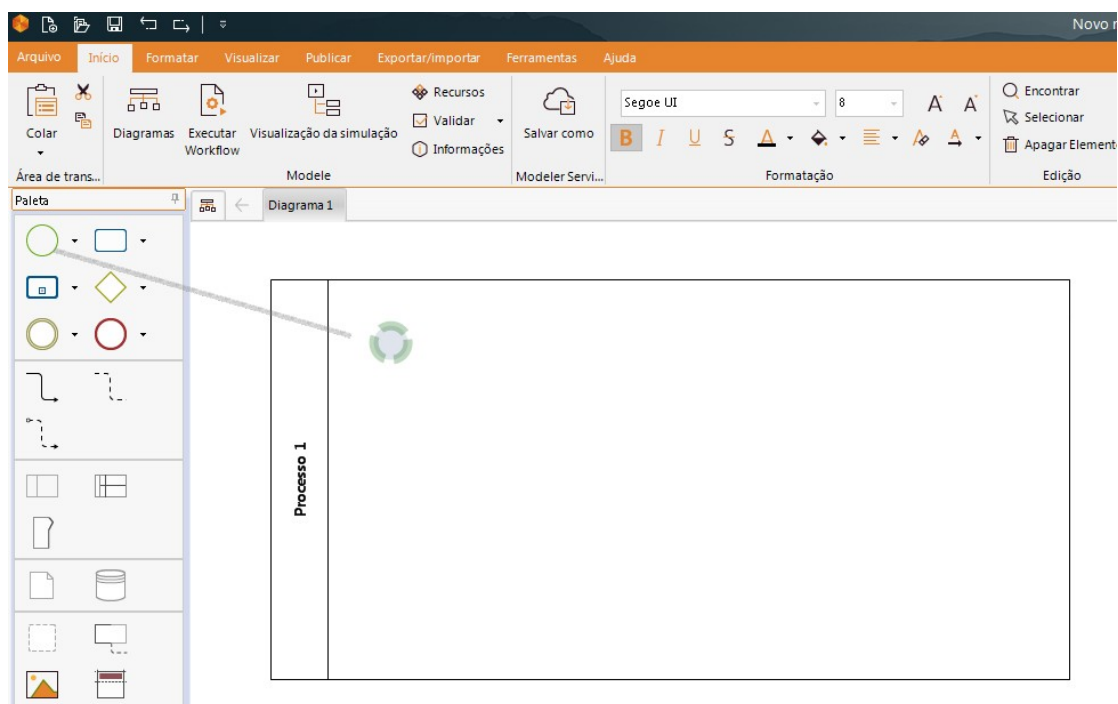 Novo
Arquivo Início Formatar Visualizar Publicar Exportar/importar Ferramentas Ajuda
Colar
Diagramas
Executar
Workflow
Visualização da simulação
Recursos
Validar
Informações
Salvar como
Segoe UI
8
A A
B I U S A A
Encontrar
Selecionar
Apagar Element
Área de trans...
Modele
Modeler Servi...
Formatação
Edição
Paleta
Diagrama 1
Processo 1